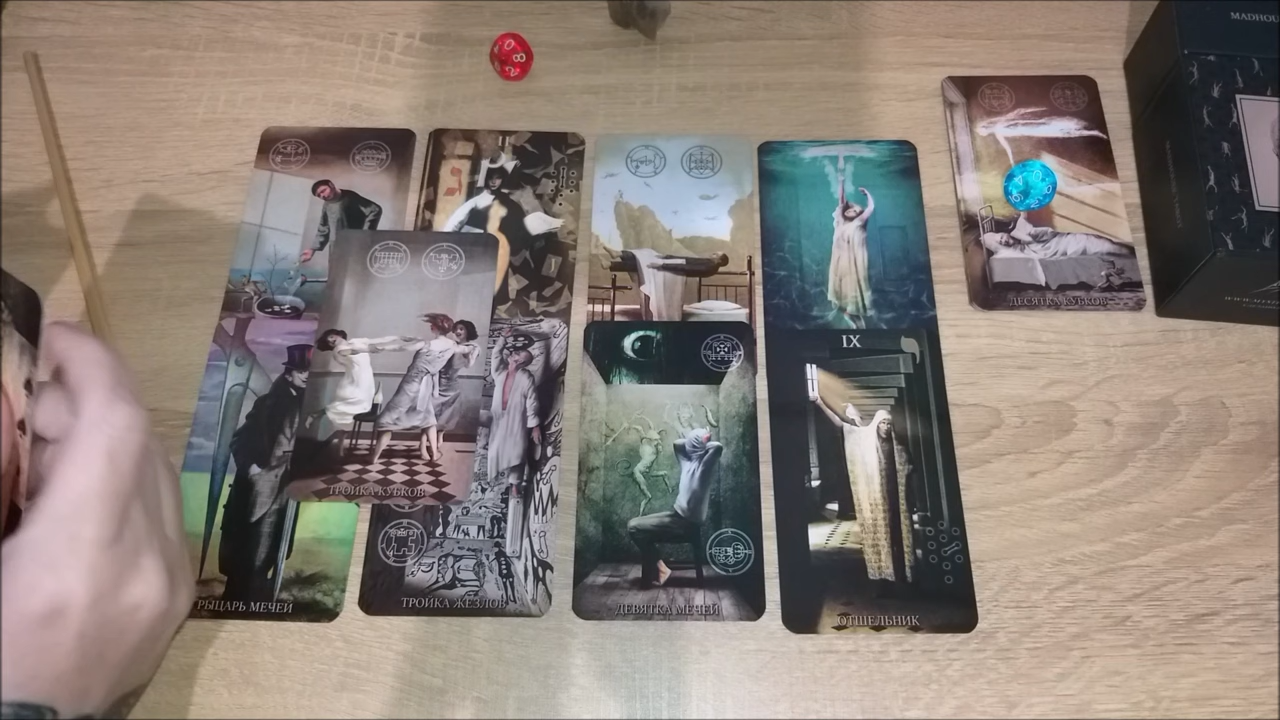 MADHOU
ДЕСЯТКА КУБКОВ
IX
ТРОЙКА КУБКОВ
РЫЦАРЬ МЕЧЕЙ
ТРОЙКА ЖЕЗЛОВ
ДЕВЯТКА МЕЧЕЙ
ОТШЕЛЬНИК